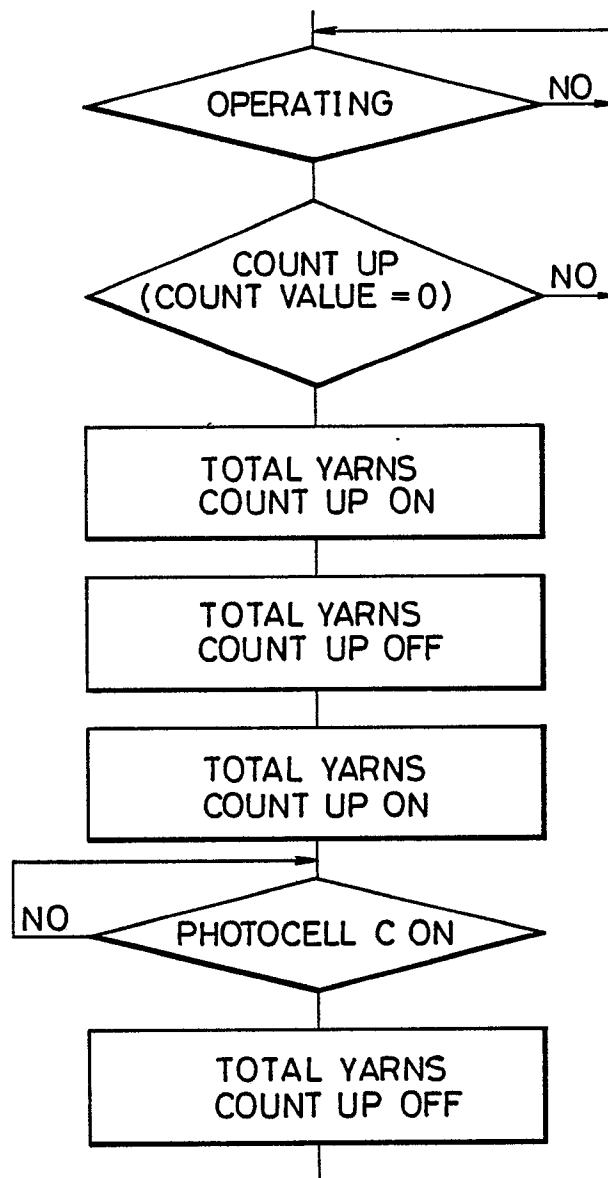 OPERATING
NO
COUNT UP
(COUNT VALUE = 0)
NO
TOTAL YARNS
COUNT UP ON
TOTAL YARNS
COUNT UP OFF
TOTAL YARNS
COUNT UP ON
NO
PHOTOCELL C ON
TOTAL YARNS
COUNT UP OFF